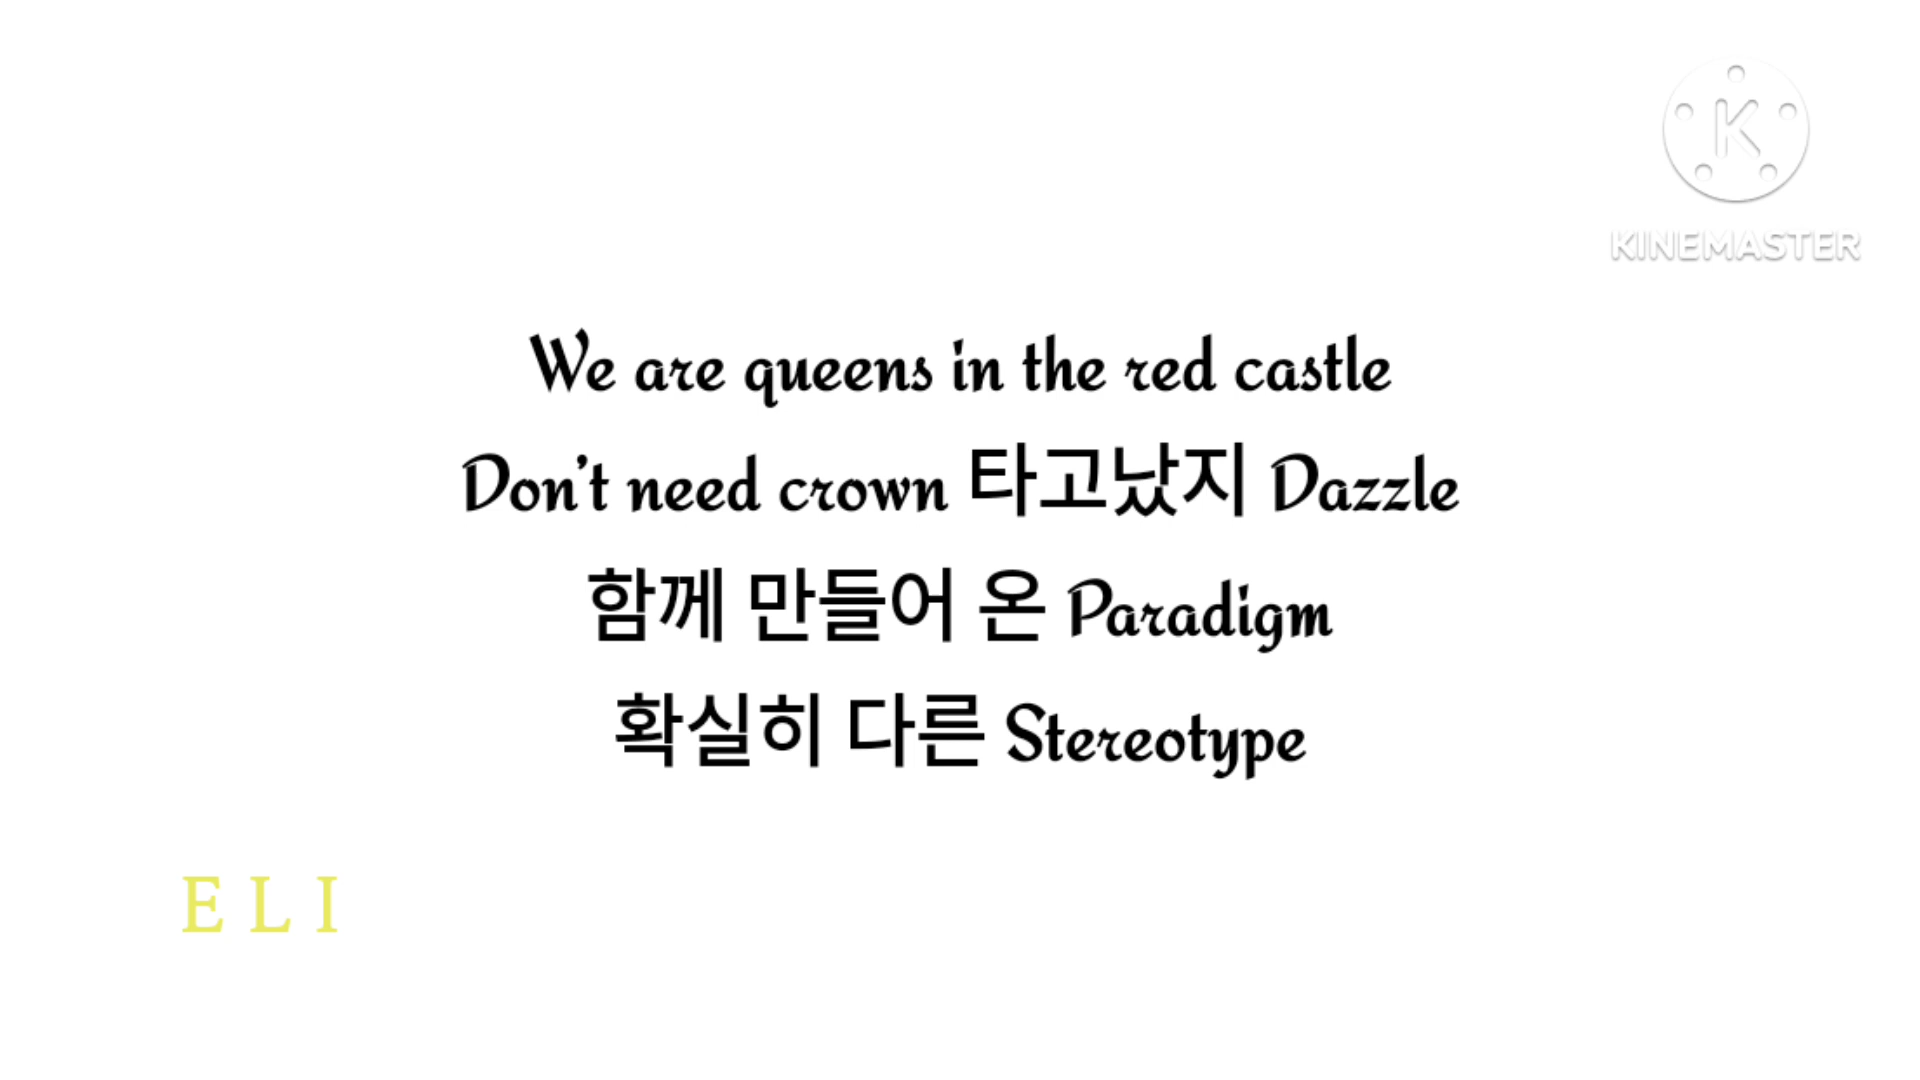 KINEMASTER
We are queens in the red castle
Don't need crown 타고났지 Dazzle
함께 만들어 온 Paradigm
확실히 다른 Stereotype
E L I